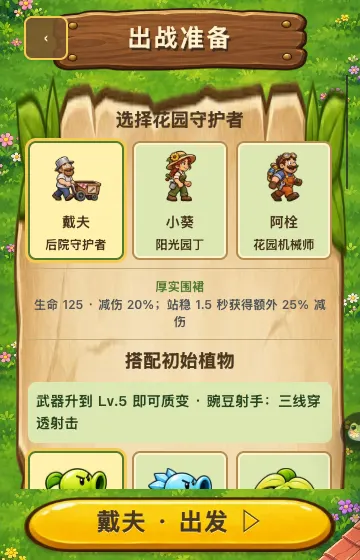 ‹
出战准备
选择花园守护者
戴夫
后院守护者
小葵
阳光园丁
阿栓
花园机械师
厚实围裙
生命 125 · 减伤 20%；站稳 1.5 秒获得额外 25% 减
伤
搭配初始植物
武器升到 Lv.5 即可质变 · 豌豆射手：三线穿
透射击
戴夫 · 出发 ▷